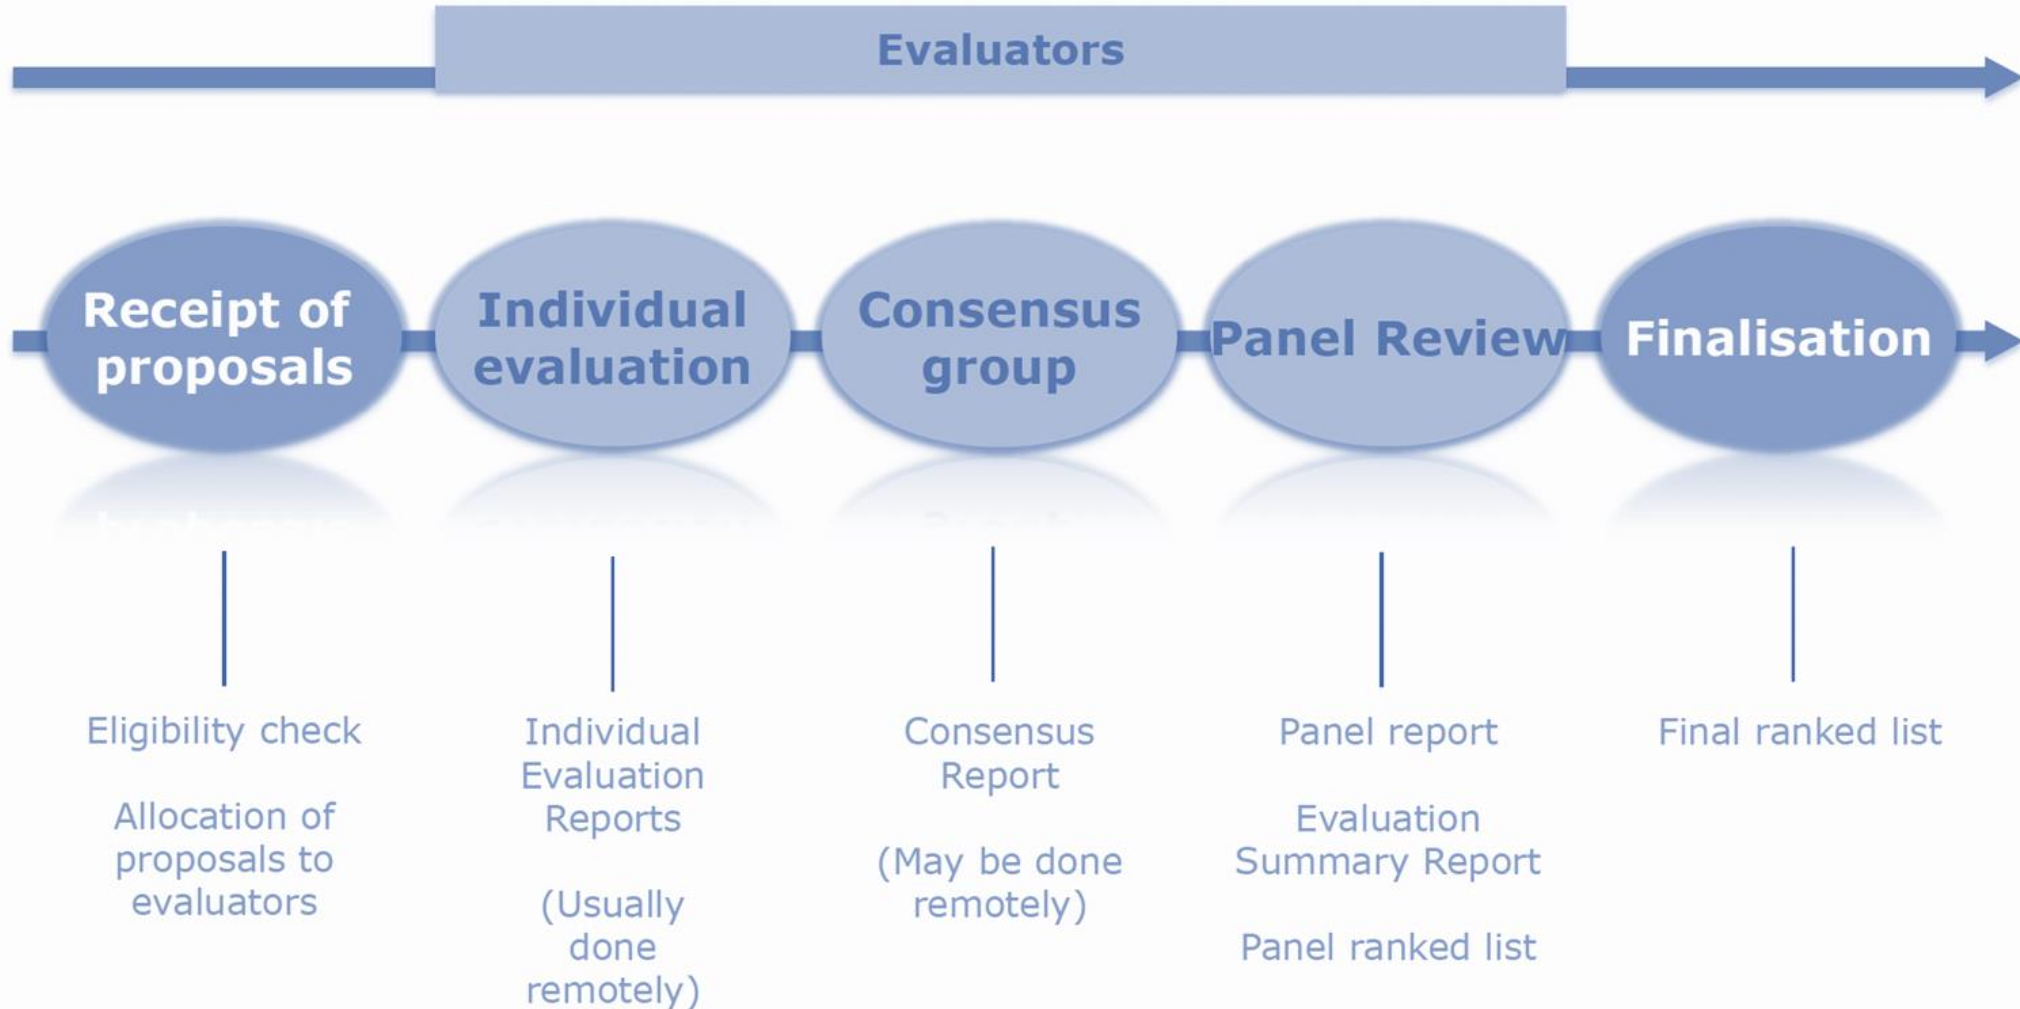 Evaluators
Receipt of
proposals
Individual
evaluation
Consensus
group
Panel Review
Finalisation
Eligibility check
Allocation of
proposals to
evaluators
Individual
Evaluation
Reports
(Usually
done
remotely)
Consensus
Report
(May be done
remotely)
Panel report
Evaluation
Summary Report
Panel ranked list
Final ranked list